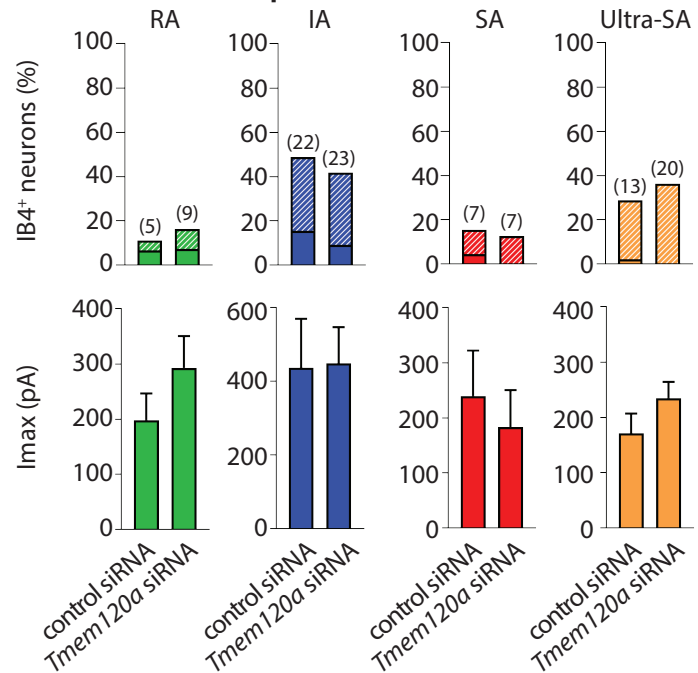 RA IA SA Ultra-SA
IB4+ neurons (%)
100 100 100 100
80 80 80 80
60 60 60 60
40 40 40 40
20 20 20 20
0 0 0 0
(5) (9) (22) (23) (7) (7) (13) (20)
Imax (pA)
400 600 400 400
300 400 300 300
200 200 200 200
100 100 100
0 0 0 0
control siRNA control siRNA control siRNA control siRNA
Tmem120a siRNA Tmem120a siRNA Tmem120a siRNA Tmem120a siRNA